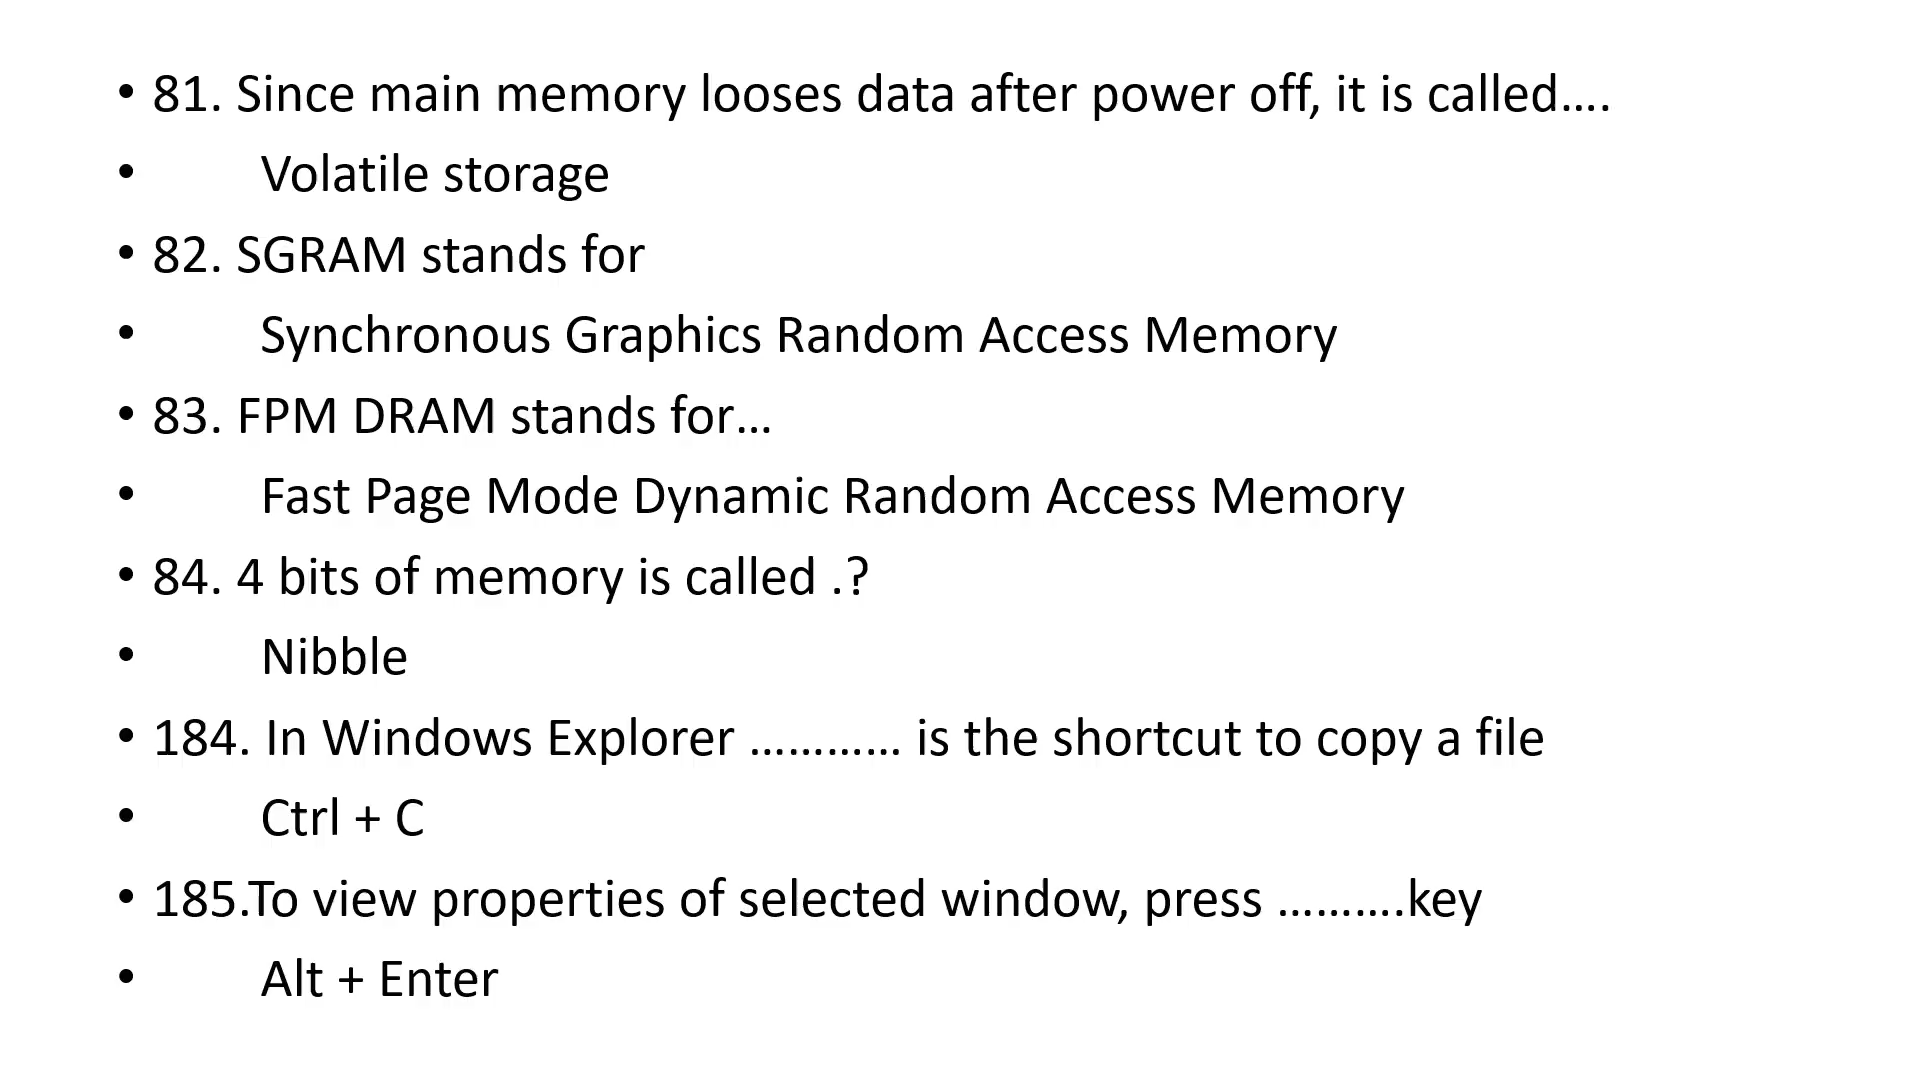 • 81. Since main memory looses data after power off, it is called….
• Volatile storage
• 82. SGRAM stands for
• Synchronous Graphics Random Access Memory
• 83. FPM DRAM stands for…
• Fast Page Mode Dynamic Random Access Memory
• 84. 4 bits of memory is called .?
• Nibble
• 184. In Windows Explorer ………… is the shortcut to copy a file
• Ctrl + C
• 185.To view properties of selected window, press ……….key
• Alt + Enter